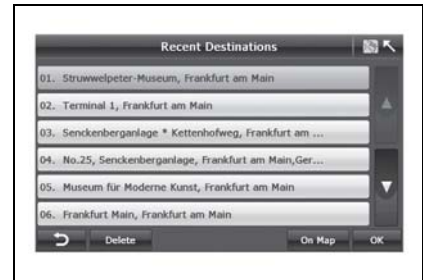 Recent Destinations
01. Struwwelpeter-Museum, Frankfurt am Main
02. Terminal 1, Frankfurt am Main
03. Senckenberganlage * Kettenhofweg, Frankfurt am ...
04. No.25, Senckenberganlage, Frankfurt am Main,Ger...
05. Museum für Moderne Kunst, Frankfurt am Main
06. Frankfurt Main, Frankfurt am Main
Delete On Map OK